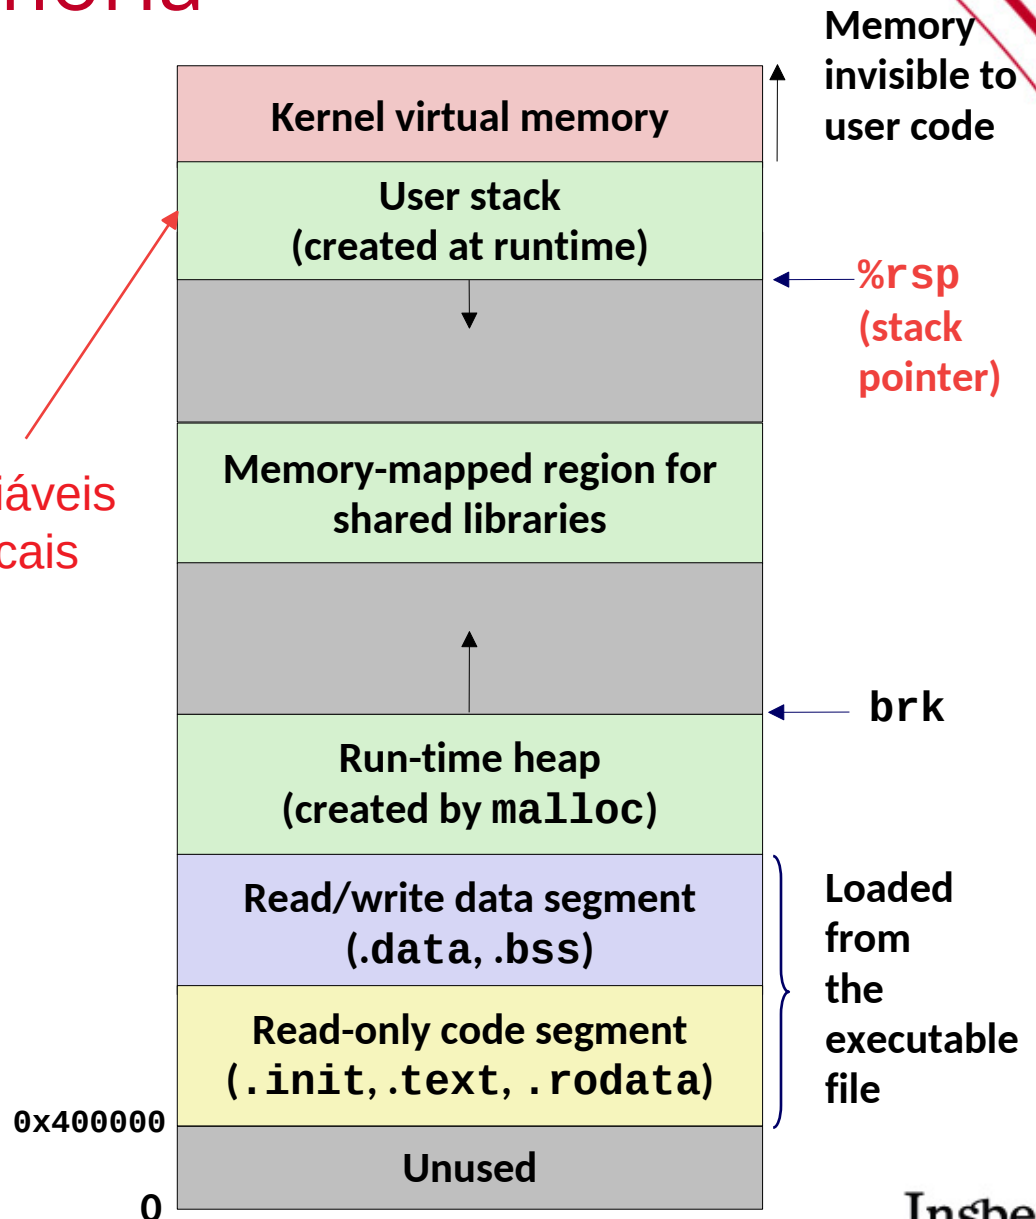 Memory
invisible to
user code
Kernel virtual memory
User stack
(created at runtime)
%rsp
(stack
pointer)
Memory-mapped region for
shared libraries
brk
Run-time heap
(created by malloc)
Read/write data segment
(.data, .bss)
Loaded
from
the
executable
file
Read-only code segment
(.init, .text, .rodata)
0x400000
Unused
0